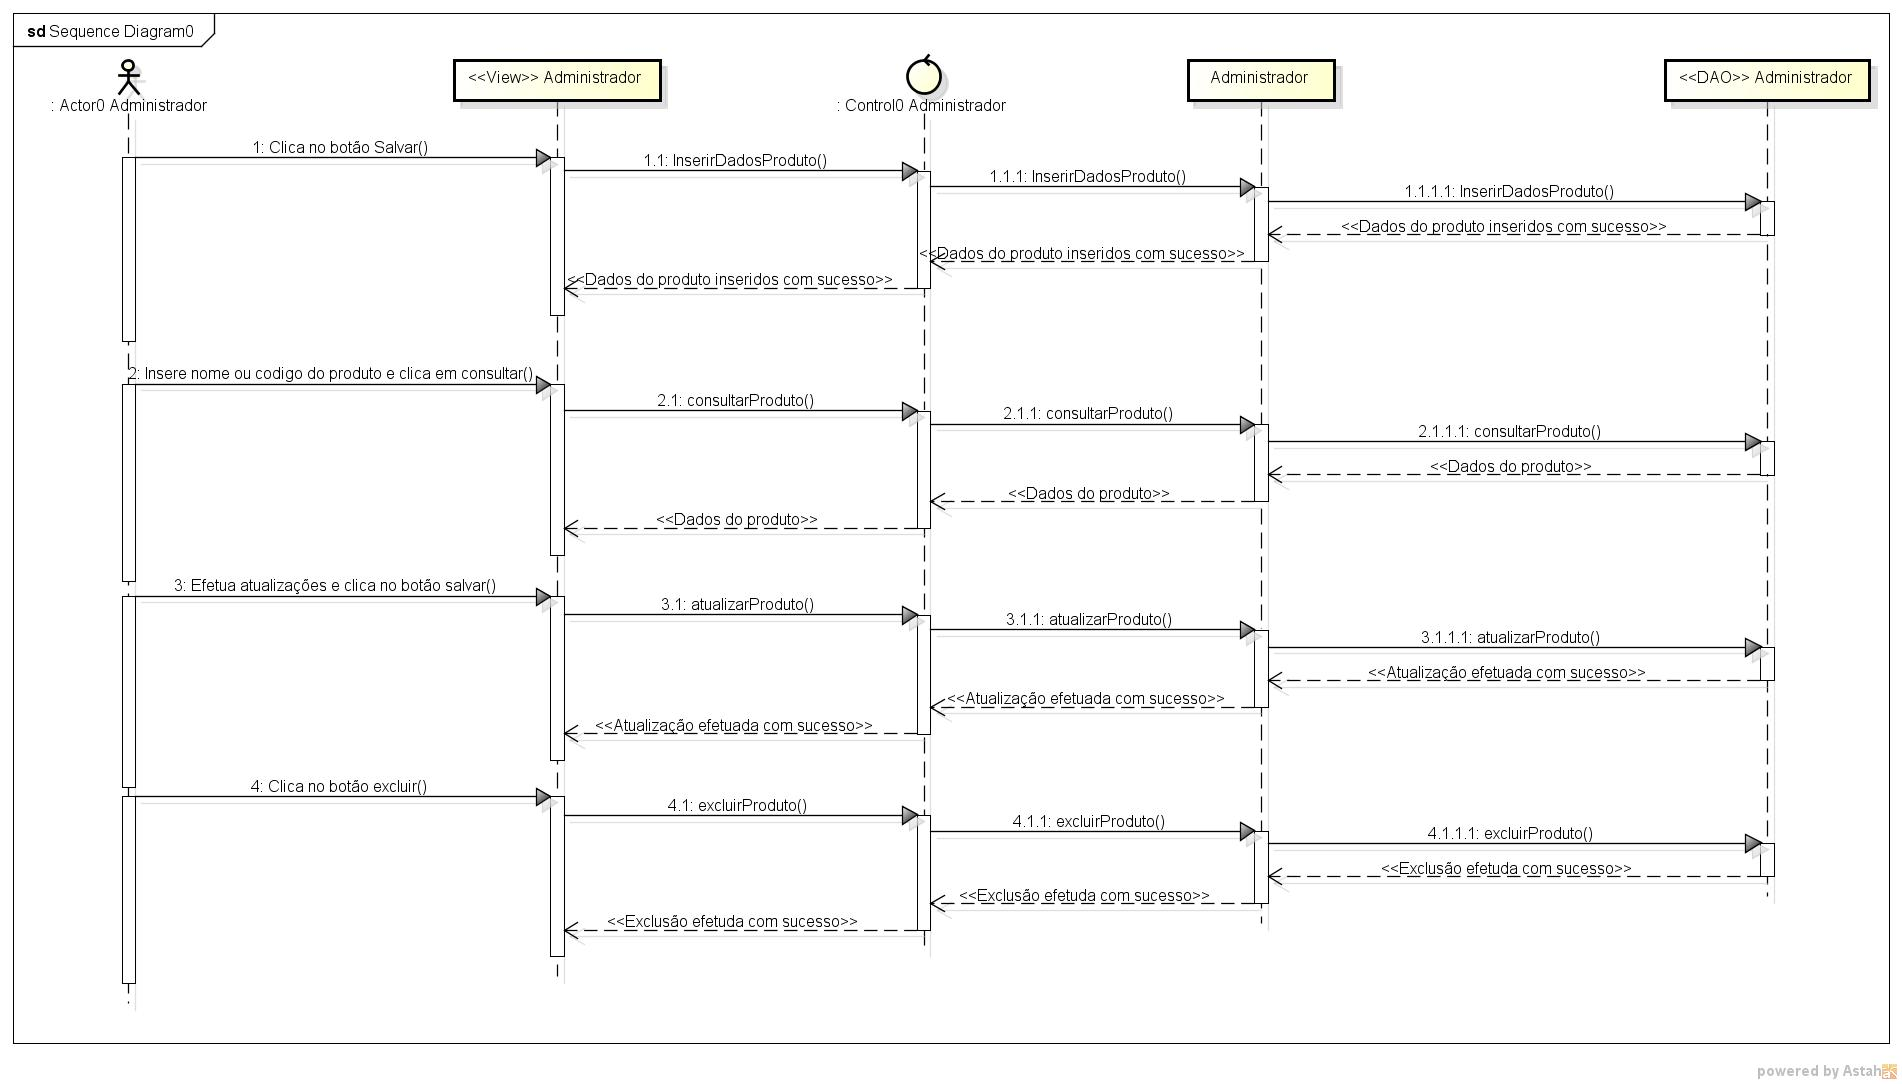 sd Sequence Diagram0
: Actor0 Administrador
<<View>> Administrador
: Control0 Administrador
Administrador
<<DAO>> Administrador
1: Clica no botão Salvar()
1.1: InserirDadosProduto()
1.1.1: InserirDadosProduto()
1.1.1.1: InserirDadosProduto()
<<Dados do produto inseridos com sucesso>>
<<Dados do produto inseridos com sucesso>>
<<Dados do produto inseridos com sucesso>>
2: Insere nome ou codigo do produto e clica em consultar()
2.1: consultarProduto()
2.1.1: consultarProduto()
2.1.1.1: consultarProduto()
<<Dados do produto>>
<<Dados do produto>>
<<Dados do produto>>
3: Efetua atualizações e clica no botão salvar()
3.1: atualizarProduto()
3.1.1: atualizarProduto()
3.1.1.1: atualizarProduto()
<<Atualização efetuada com sucesso>>
<<Atualização efetuada com sucesso>>
<<Atualização efetuada com sucesso>>
4: Clica no botão excluir()
4.1: excluirProduto()
4.1.1: excluirProduto()
4.1.1.1: excluirProduto()
<<Exclusão efetuda com sucesso>>
<<Exclusão efetuda com sucesso>>
<<Exclusão efetuda com sucesso>>
powered by Astah